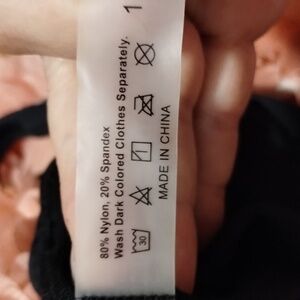 80% Nylon, 20% Spandex
Wash Dark Colored Clothes Separately.
30
MADE IN CHINA
1